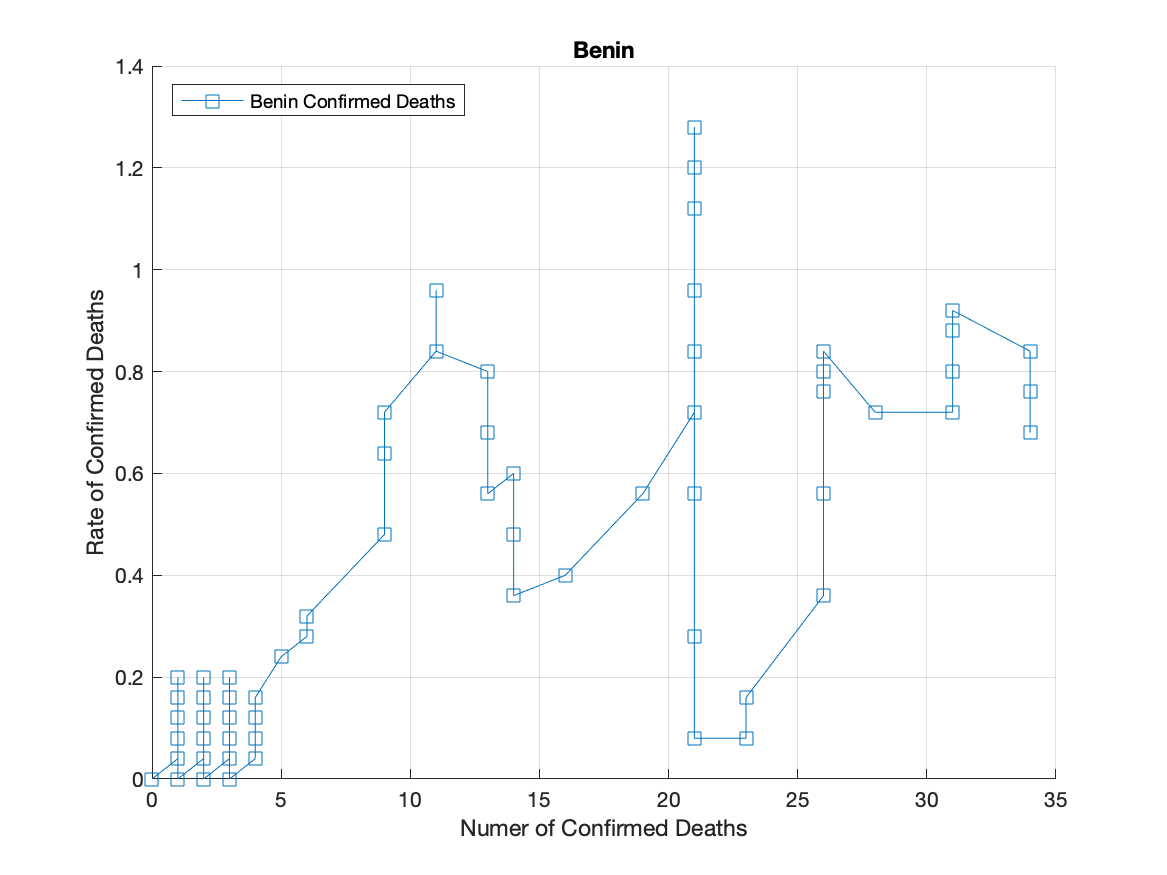 Benin
Benin Confirmed Deaths
Rate of Confirmed Deaths
1.4
1.2
1
0.8
0.6
0.4
0.2
0
0 5 10 15 20 25 30 35
Numer of Confirmed Deaths